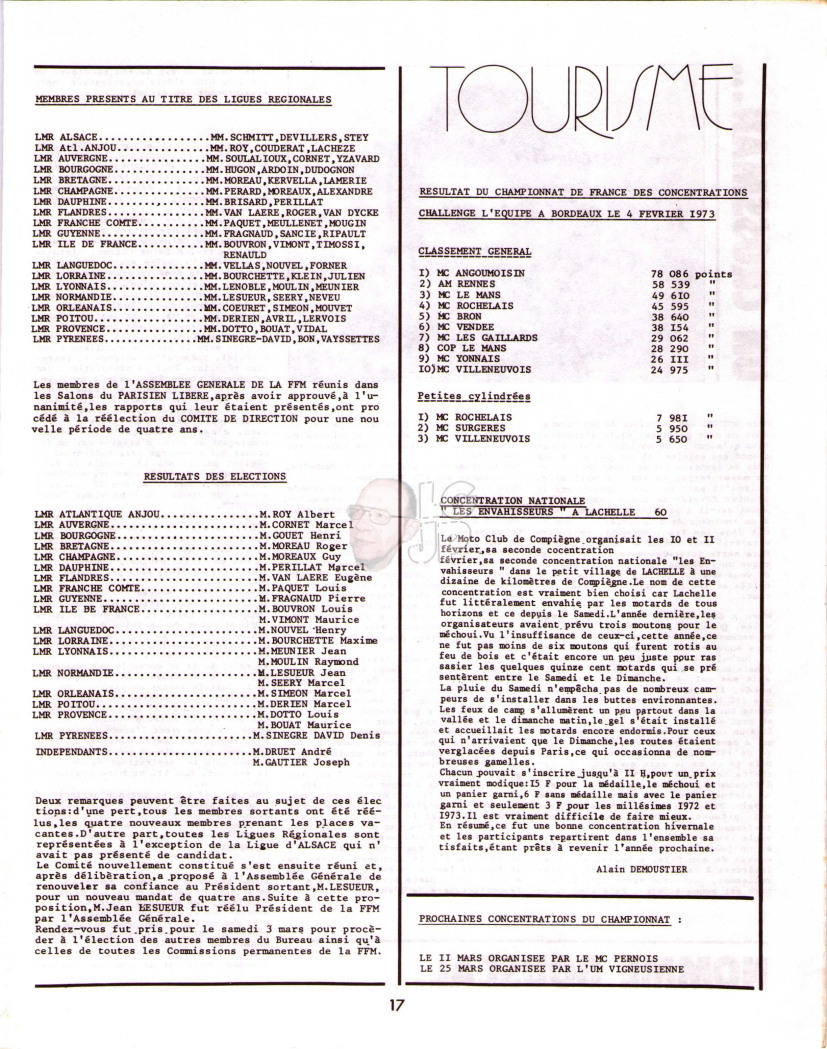 MEMBRES PRESENTS AU TITRE DES LIGUES REGIONALES
LMR ALSACE.................MM.SCHMITT,DEVILLERS,STEY
LMR Atl.ANJOU..............MM.ROY,COUDERAT,LACHEZE
LMR AUVERGNE...............MM.SOULALIOUX,CORNET,YZAVARD
LMR BOURGOGNE..............MM.HUGON,ARDOIN,DUDOGNON
LMR BRETAGNE...............MM.MOREAU,KERVELLA,LAMERIE
LMR CHAMPAGNE..............MM.PERARD,MOREAUX,ALEXANDRE
LMR DAUPHINE...............MM.BRISARD,PERILLAT
LMR FLANDRES...............MM.VAN LAERE,ROGER,VAN DYCKE
LMR FRANCHE COMTE..........MM.PAQUET,MEULLENET,MOUGIN
LMR GUYENNE................MM.FRAGNAUD,SANCIE,RIPAULT
LMR ILE DE FRANCE..........MM.BOUVRON,VIMONT,TIMOSSI,
RENAULD
LMR LANGUEDOC..............MM.VELLAS,NOUVEL,FORNER
LMR LORRAINE...............MM.BOURCHETTE,KLEIN,JULIEN
LMR LYONNAIS...............MM.LENOBLE,MOULIN,MEUNIER
LMR NORMANDIE..............MM.LESUEUR,SEERY,NEVEU
LMR ORLEANAIS..............MM.COEURET,SIMEON,MOUVET
LMR POITOU.................MM.DERIEN,AVRIL,LERVOIS
LMR PROVENCE...............MM.DOTTO,BOUAT,VIDAL
LMR PYRENEES..............MM.SINEGRE-DAVID,BON,VAYSSETTES
Les membres de l'ASSEMBLEE GENERALE DE LA FFM réunis dans
les Salons du PARISIEN LIBERE,après avoir approuvé,à l'u-
nanimité,les rapports qui leur étaient présentés,ont pro
cédé à la réélection du COMITE DE DIRECTION pour une nou
velle période de quatre ans.
RESULTATS DES ELECTIONS
LMR ATLANTIQUE ANJOU...............M.ROY Albert
LMR AUVERGNE.......................M.CORNET Marcel
LMR BOURGOGNE......................M.GOUET Henri
LMR BRETAGNE.......................M.MOREAU Roger
LMR CHAMPAGNE......................M.MOREAUX Guy
LMR DAUPHINE.......................M.PERILLAT Marcel
LMR FLANDRES.......................M.VAN LAERE Eugène
LMR FRANCHE COMTE..................M.PAQUET Louis
LMR GUYENNE........................M.FRAGNAUD Pierre
LMR ILE DE FRANCE..................M.BOUVRON Louis
M.VIMONT Maurice
LMR LANGUEDOC......................M.NOUVEL Henry
LMR LORRAINE.......................M.BOURCHETTE Maxime
LMR LYONNAIS.......................M.MEUNIER Jean
M.MOULIN Raymond
LMR NORMANDIE......................M.LESUEUR Jean
M.SEERY Marcel
LMR ORLEANAIS......................M.SIMEON Marcel
LMR POITOU.........................M.DERIEN Marcel
LMR PROVENCE.......................M.DOTTO Louis
M.BOUAT Maurice
LMR PYRENEES.......................M.SINEGRE DAVID Denis
INDEPENDANTS.......................M.DRUET André
M.GAUTIER Joseph
Deux remarques peuvent être faites au sujet de ces élec
tions:d'une pert,tous les membres sortants ont été réé-
lus,les quatre nouveaux membres prenant les places va-
cantes.D'autre part,toutes les Ligues Régionales sont
représentées à l'exception de la Ligue d'ALSACE qui n'
avait pas présenté de candidat.
Le Comité nouvellement constitué s'est ensuite réuni et,
après délibèration,a proposé à l'Assemblée Générale de
renouveler sa confiance au Président sortant,M.LESUEUR,
pour un nouveau mandat de quatre ans.Suite à cette pro-
position,M.Jean LESUEUR fut réélu Président de la FFM
par l'Assemblée Générale.
Rendez-vous fut pris pour le samedi 3 mars pour procè-
der à l'élection des autres membres du Bureau ainsi qu'à
celles de toutes les Commissions permanentes de la FFM.
TOURISME
RESULTAT DU CHAMPIONNAT DE FRANCE DES CONCENTRATIONS
CHALLENGE L'EQUIPE A BORDEAUX LE 4 FEVRIER I973
CLASSEMENT GENERAL
I) MC ANGOUMOISIN 78 086 points
2) AM RENNES 58 539 "
3) MC LE MANS 49 6I0 "
4) MC ROCHELAIS 45 595 "
5) MC BRON 38 640 "
6) MC VENDEE 38 I54 "
7) MC LES GAILLARDS 29 062 "
8) COP LE MANS 28 290 "
9) MC YONNAIS 26 III "
IO)MC VILLENEUVOIS 24 975 "
Petites cylindrées
I) MC ROCHELAIS 7 98I "
2) MC SURGERES 5 950 "
3) MC VILLENEUVOIS 5 650 "
CONCENTRATION NATIONALE
" LES ENVAHISSEURS " A LACHELLE 60
Le Moto Club de Compiègne organisait les IO et II
février,sa seconde cocentration
février,sa seconde concentration nationale "les En-
vahisseurs " dans le petit village de LACHELLE à une
dizaine de kilomètres de Compiègne.Le nom de cette
concentration est vraiment bien choisi car Lachelle
fut littéralement envahie par les motards de tous
horizons et ce depuis le Samedi.L'année dernière,les
organisateurs avaient prévu trois moutons pour le
méchoui.Vu l'insuffisance de ceux-ci,cette année,ce
ne fut pas moins de six moutons qui furent rotis au
feu de bois et c'était encore un peu juste ppur ras
sasier les quelques quinze cent motards qui se pré
sentèrent entre le Samedi et le Dimanche.
La pluie du Samedi n'empêcha pas de nombreux cam-
peurs de s'installer dans les buttes environnantes.
Les feux de camp s'allumèrent un peu partout dans la
vallée et le dimanche matin,le gel s'était installé
et accueillait les motards encore endormis.Pour ceux
qui n'arrivaient que le Dimanche,les routes étaient
verglacées depuis Paris,ce qui occasionna de nom-
breuses gamelles.
Chacun pouvait s'inscrire jusqu'à II H,pour un prix
vraiment modique:I5 F pour la médaille,le méchoui et
un panier garni,6 F sans médaille mais avec le panier
garni et seulement 3 F pour les millésimes I972 et
I973.Il est vraiment difficile de faire mieux.
En résumé,ce fut une bonne concentration hivernale
et les participants repartirent dans l'ensemble sa
tisfaits,étant prêts à revenir l'année prochaine.
Alain DEMOUSTIER
PROCHAINES CONCENTRATIONS DU CHAMPIONNAT :
LE II MARS ORGANISEE PAR LE MC PERNOIS
LE 25 MARS ORGANISEE PAR L'UM VIGNEUSIENNE
17